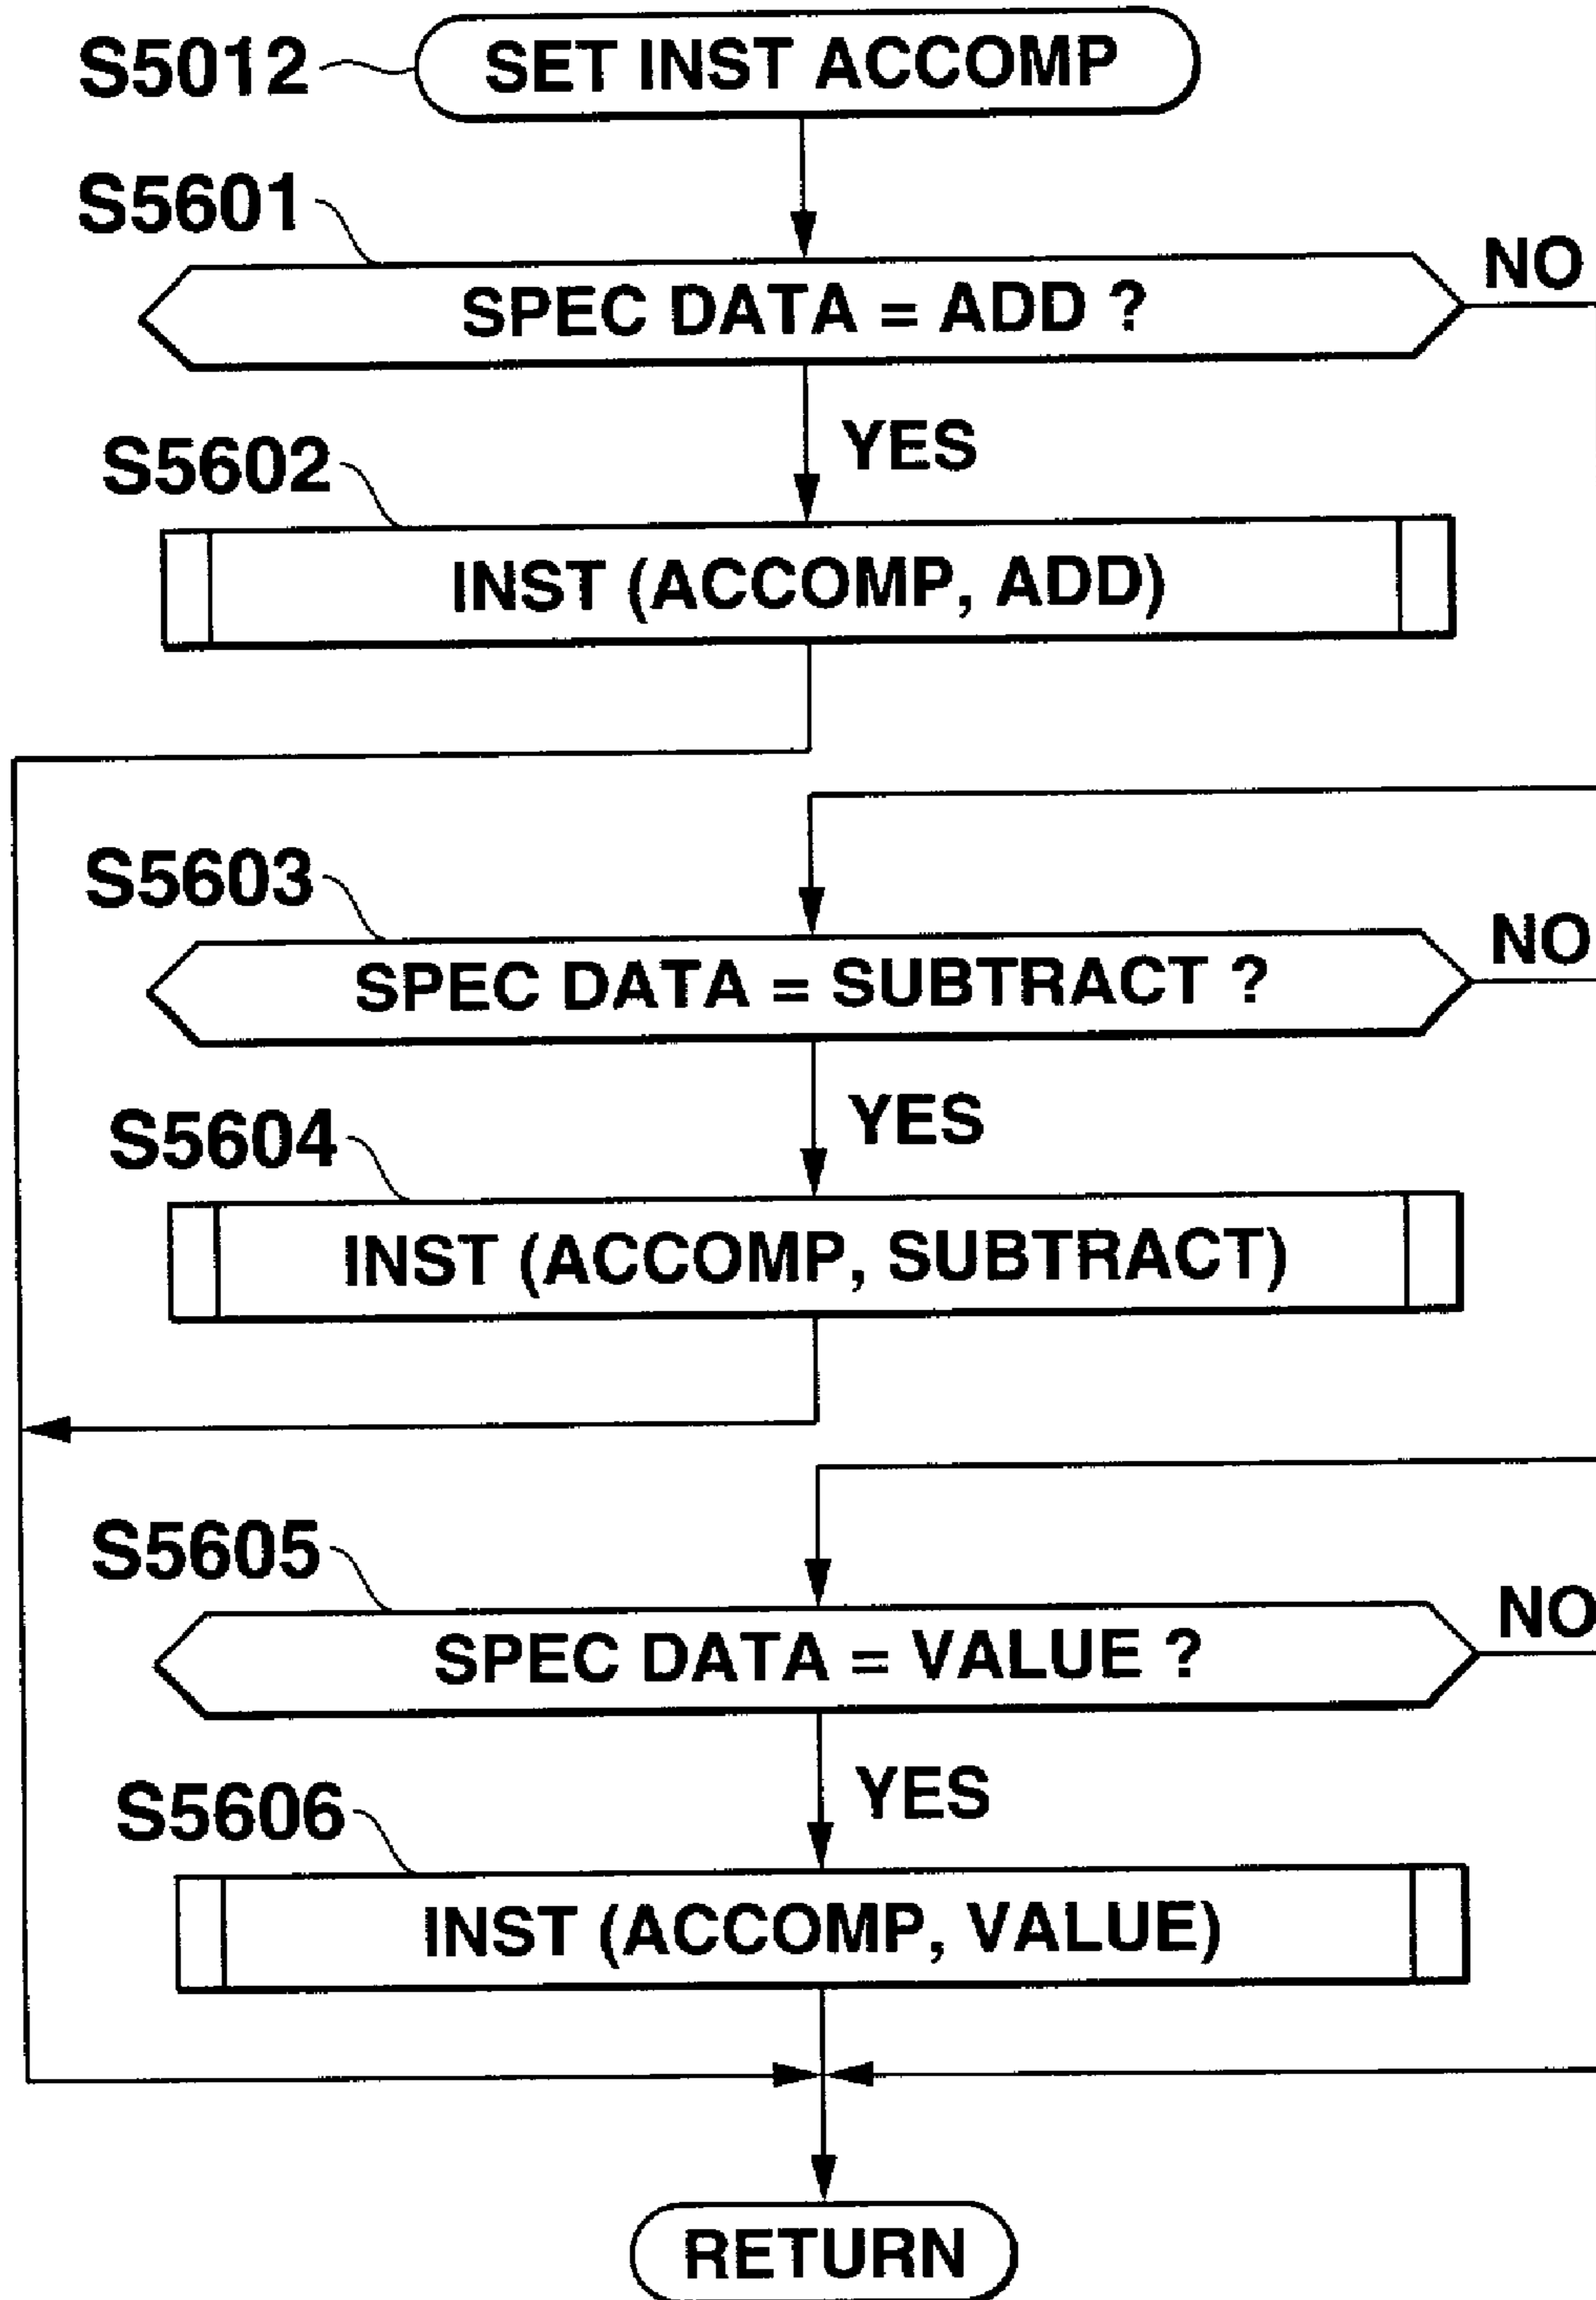 S5012 SET INST ACCOMP
S5601
SPEC DATA = ADD ? NO
YES
S5602
INST (ACCOMP, ADD)
S5603
SPEC DATA = SUBTRACT ? NO
YES
S5604
INST (ACCOMP, SUBTRACT)
S5605
SPEC DATA = VALUE ? NO
YES
S5606
INST (ACCOMP, VALUE)
RETURN